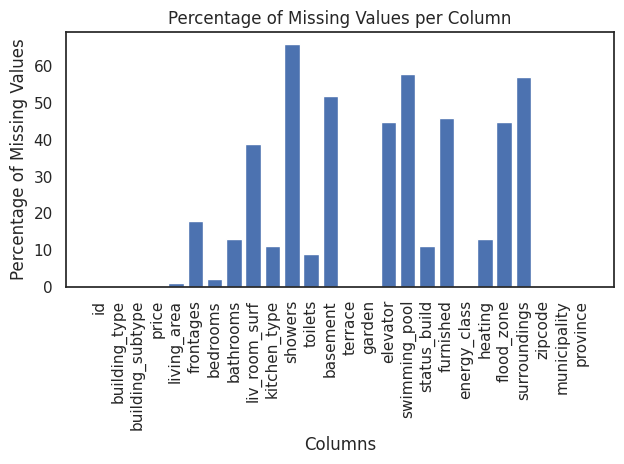 Percentage of Missing Values per Column
Percentage of Missing Values
60
50
40
30
20
10
0
id
building_type
building_subtype
price
living_area
frontages
bedrooms
bathrooms
liv_room_surf
kitchen_type
showers
toilets
basement
terrace
garden
elevator
swimming_pool
status_build
furnished
energy_class
heating
flood_zone
surroundings
zipcode
municipality
province
Columns